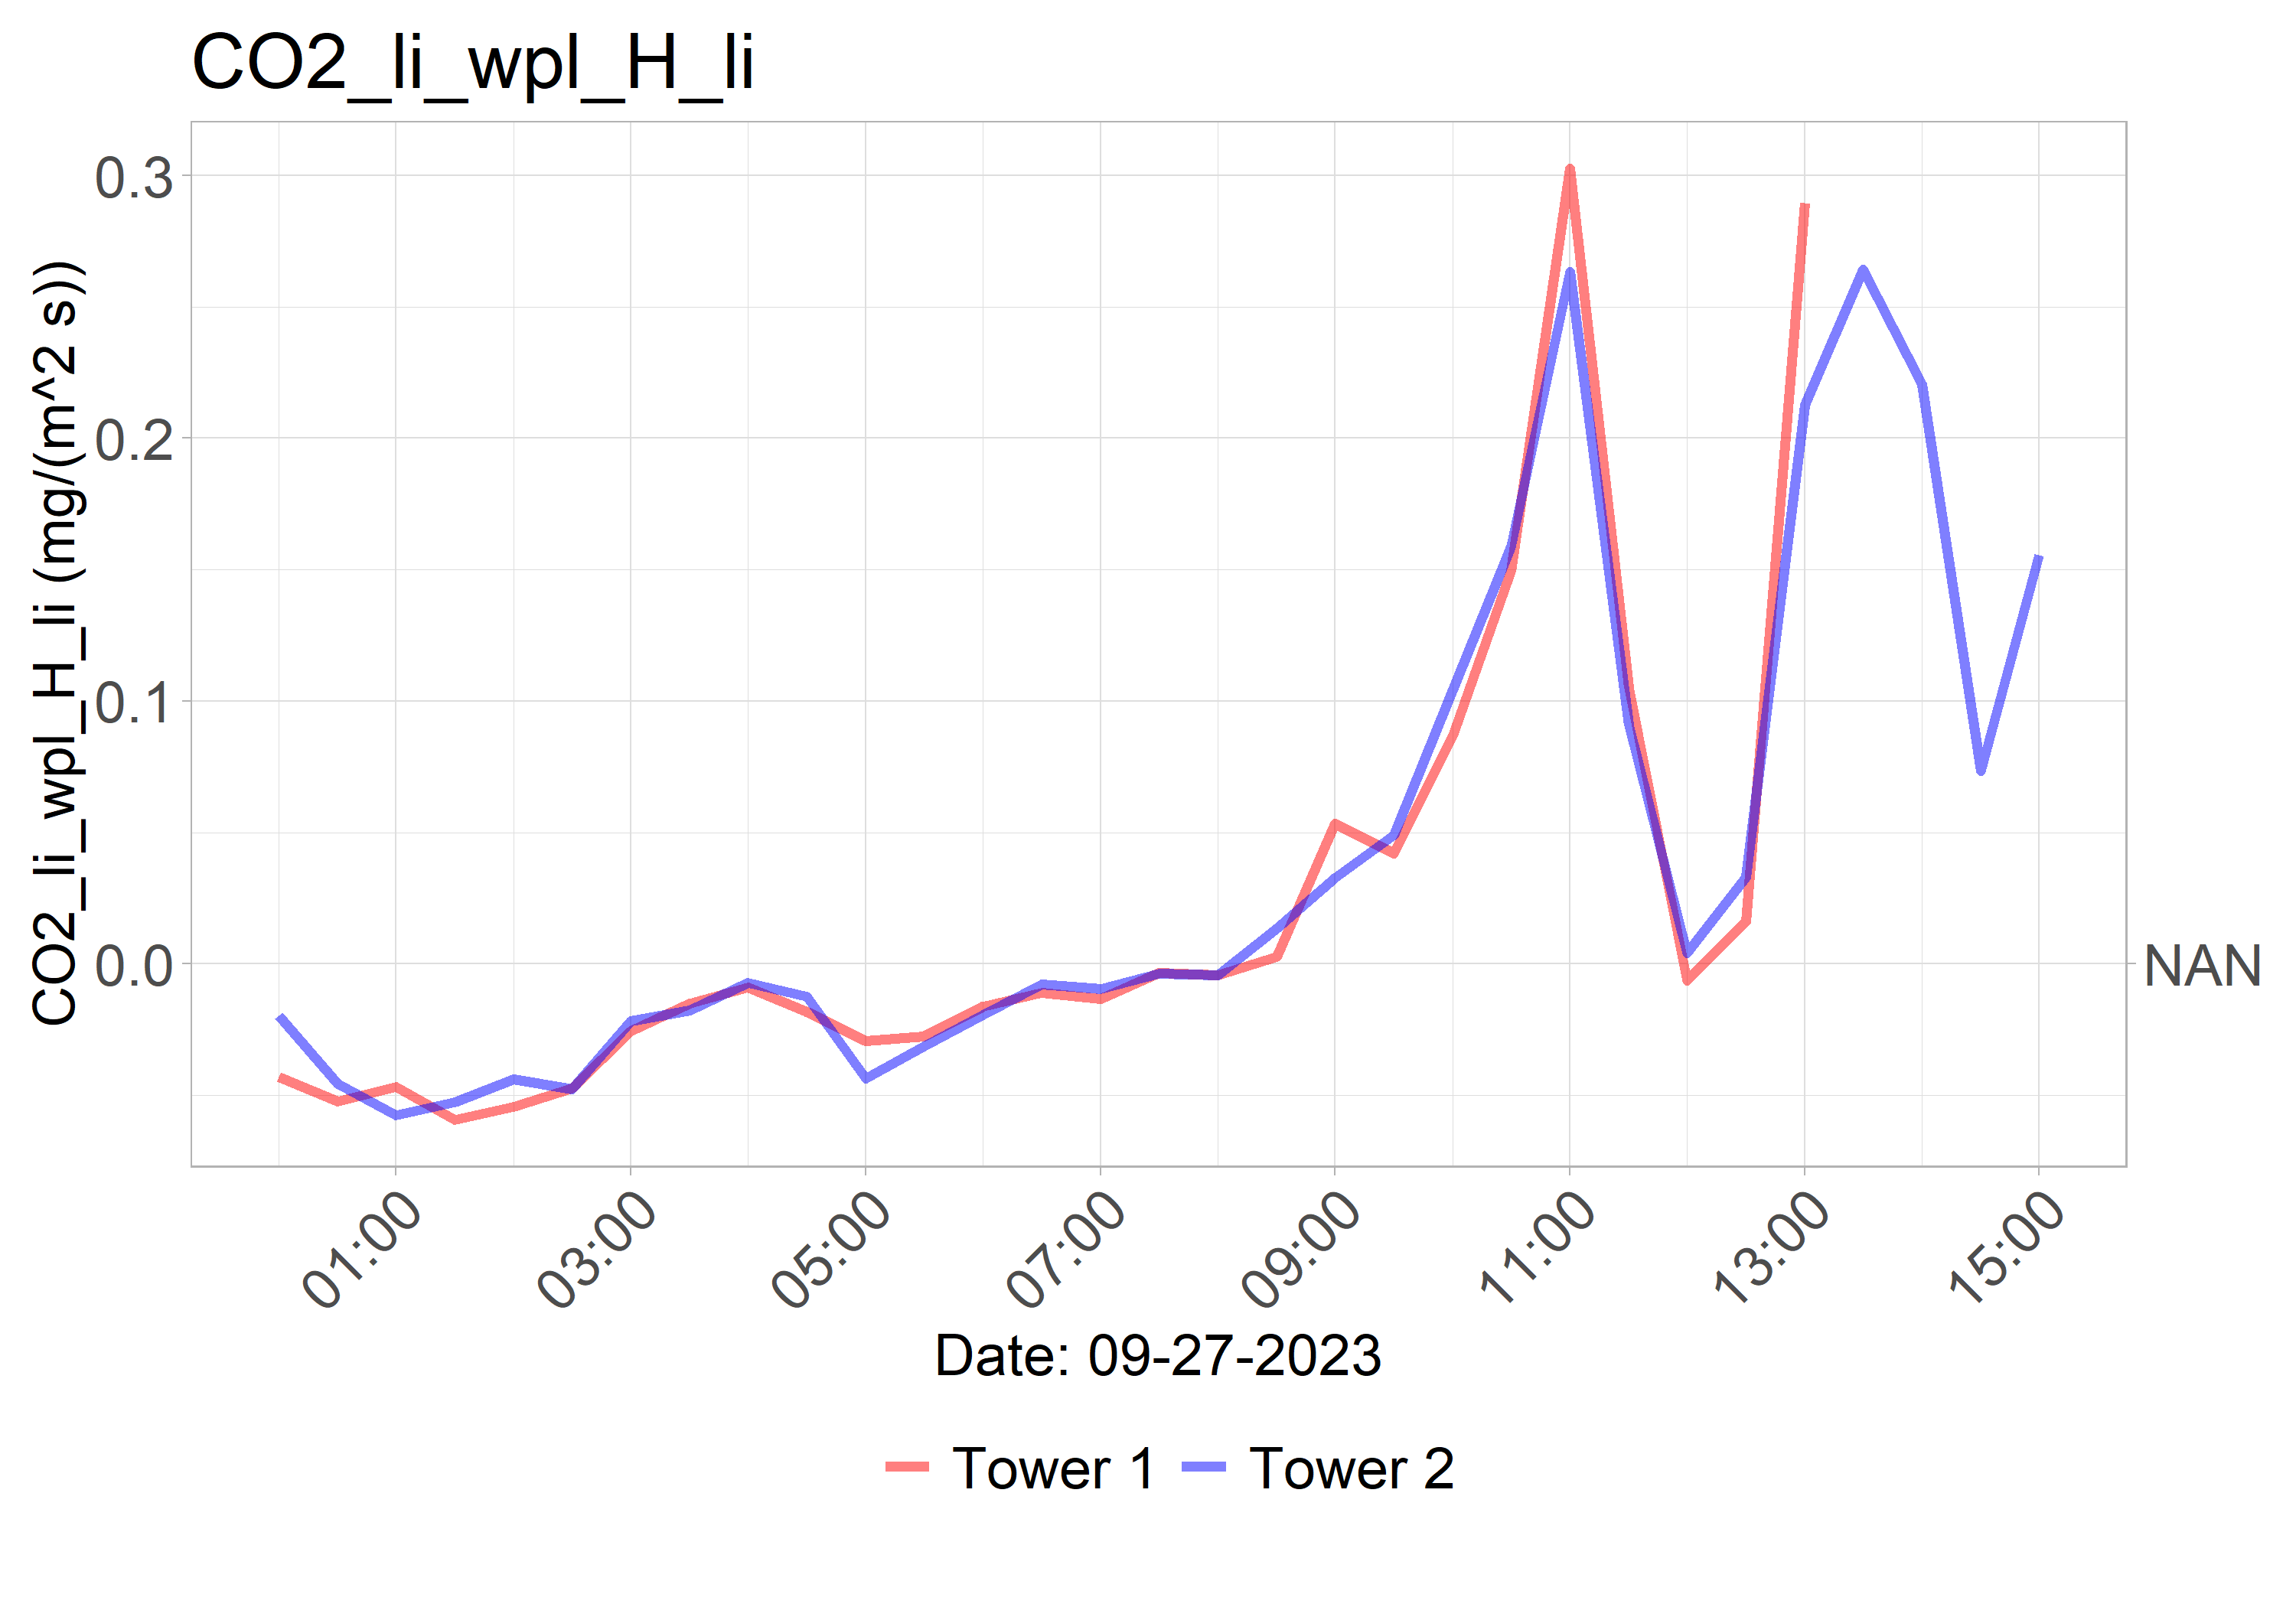 CO2_li_wpl_H_li
CO2_li_wpl_H_li (mg/(m^2 s))
0.3
0.2
0.1
0.0
NAN
01:00
03:00
05:00
07:00
09:00
11:00
13:00
15:00
Date: 09-27-2023
Tower 1
Tower 2